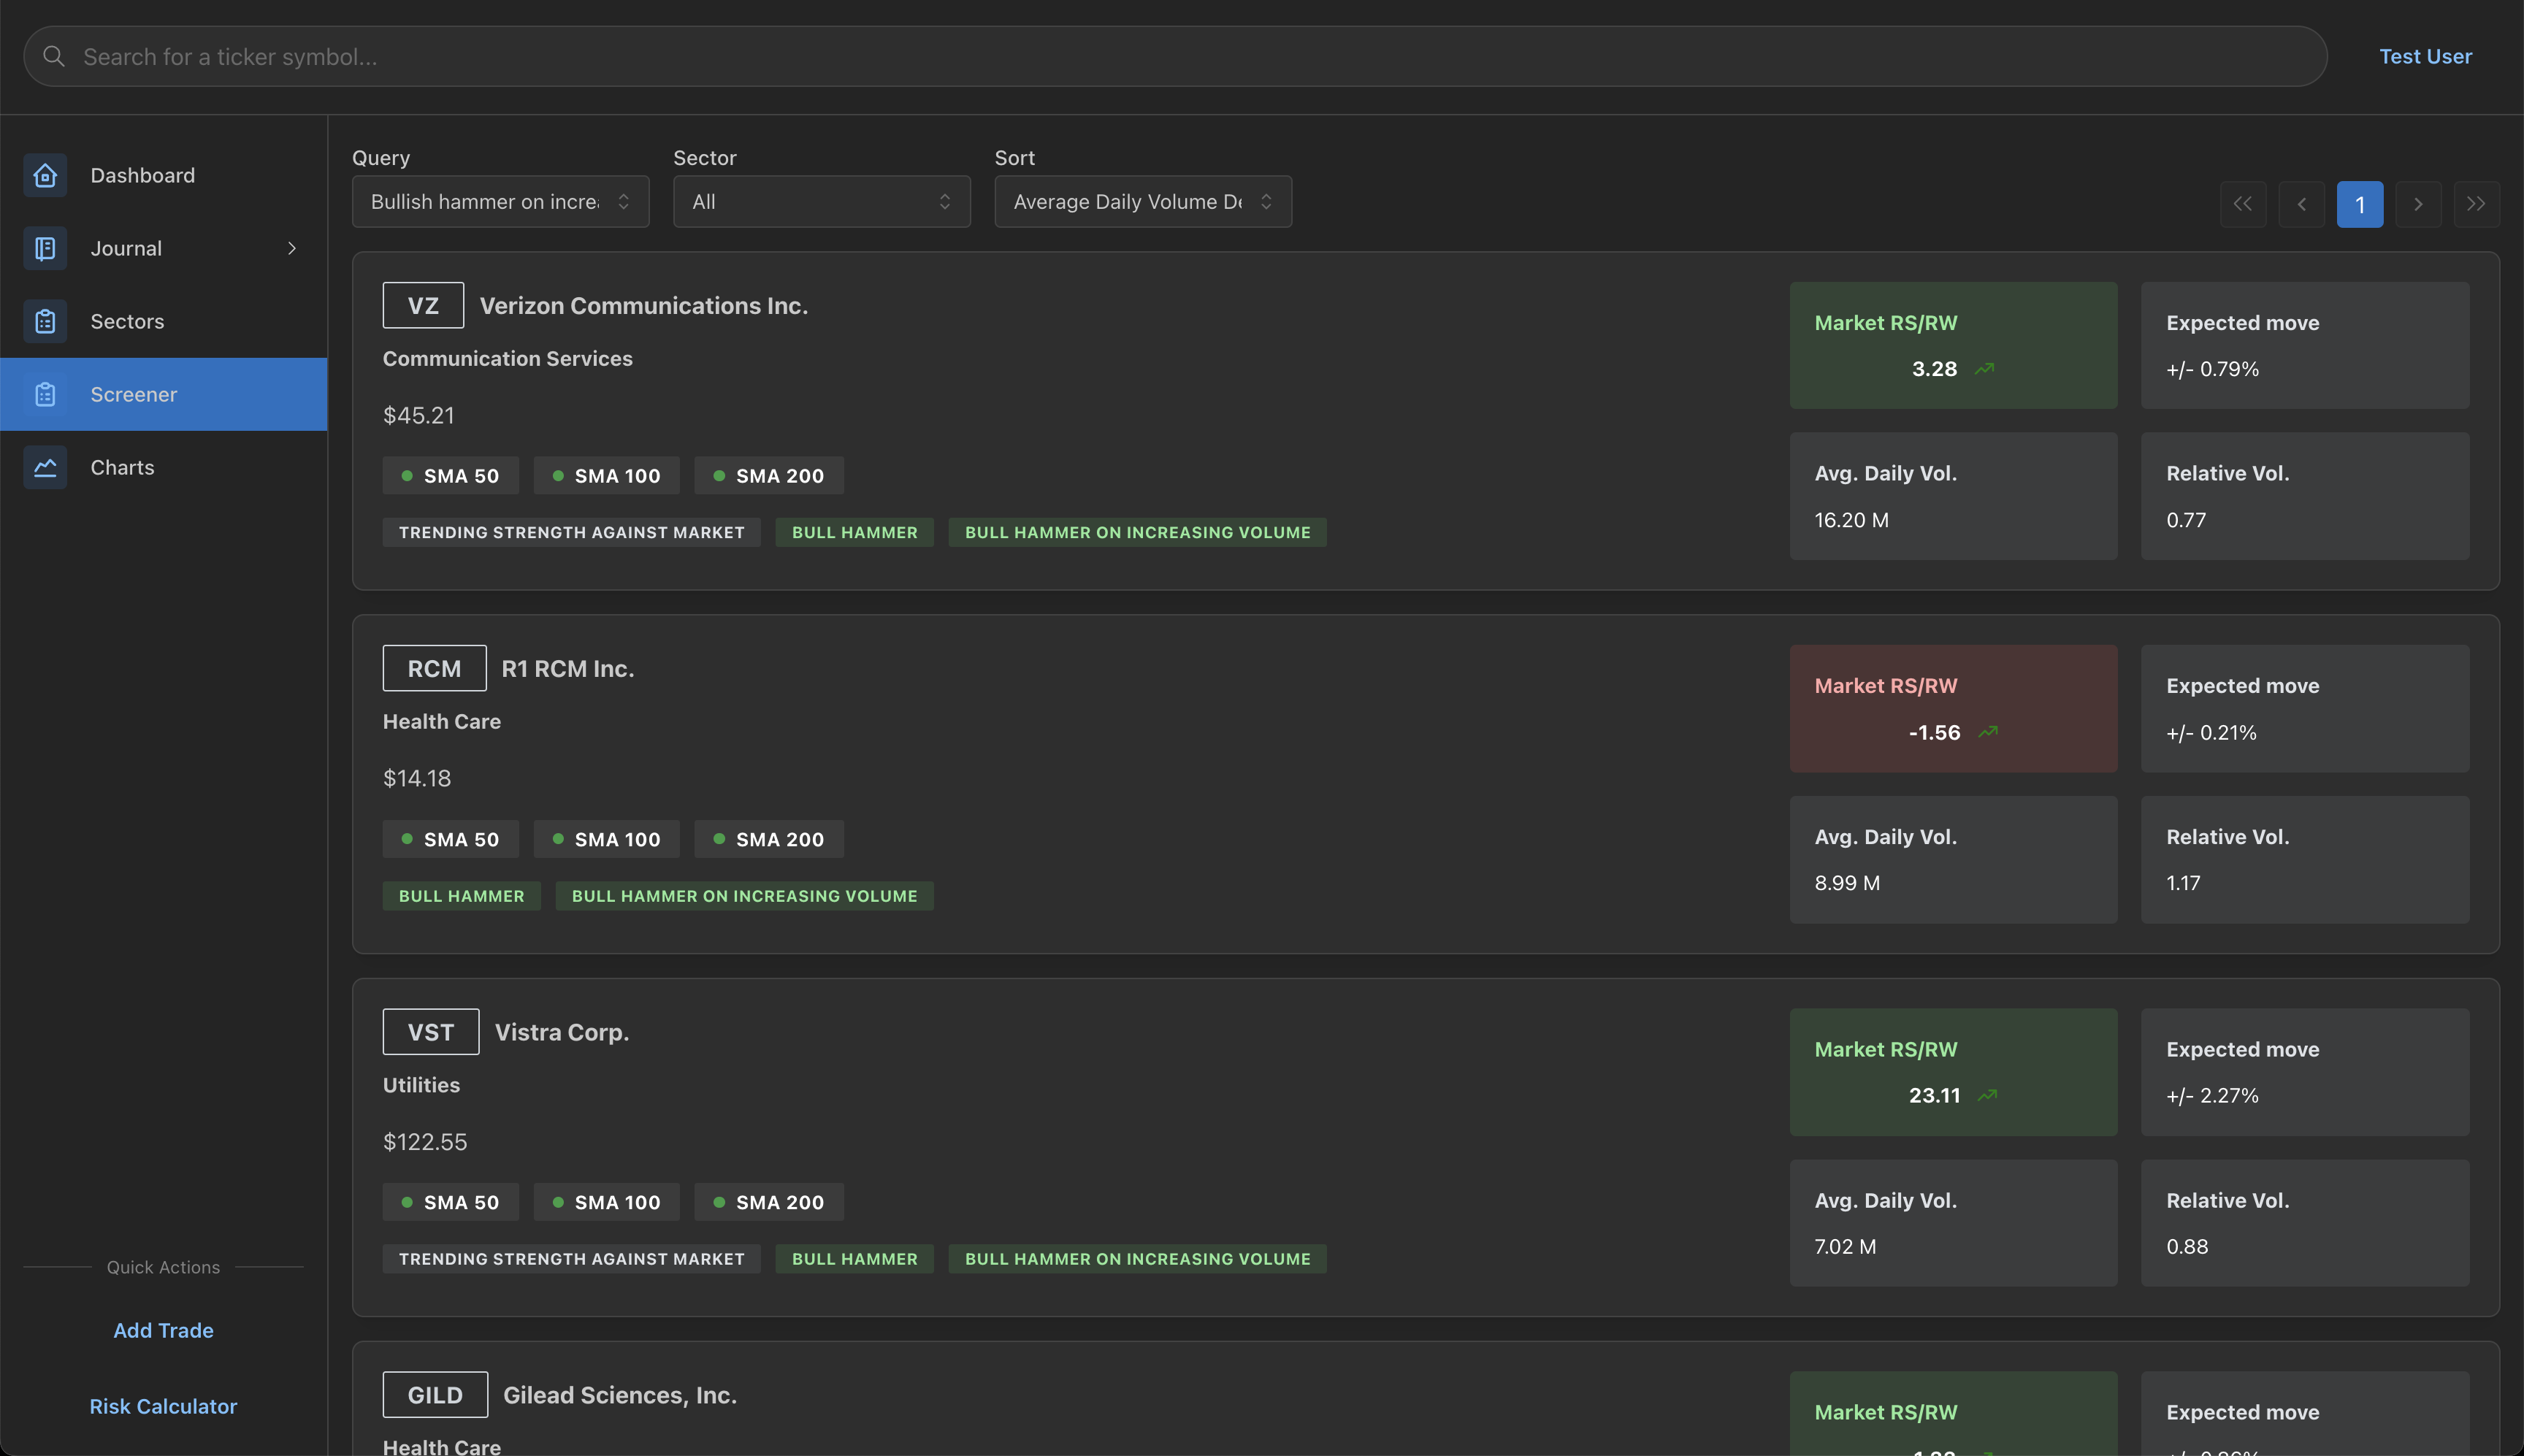 Search for a ticker symbol...
Test User
Dashboard
Journal
Sectors
Screener
Charts
Quick Actions
Add Trade
Risk Calculator
Query
Sector
Sort
Bullish hammer on increa
All
Average Daily Volume De
1
VZ Verizon Communications Inc.
Communication Services
$45.21
SMA 50 SMA 100 SMA 200
TRENDING STRENGTH AGAINST MARKET BULL HAMMER BULL HAMMER ON INCREASING VOLUME
Market RS/RW
3.28
Expected move
+/- 0.79%
Avg. Daily Vol.
16.20 M
Relative Vol.
0.77
RCM R1 RCM Inc.
Health Care
$14.18
SMA 50 SMA 100 SMA 200
BULL HAMMER BULL HAMMER ON INCREASING VOLUME
Market RS/RW
-1.56
Expected move
+/- 0.21%
Avg. Daily Vol.
8.99 M
Relative Vol.
1.17
VST Vistra Corp.
Utilities
$122.55
SMA 50 SMA 100 SMA 200
TRENDING STRENGTH AGAINST MARKET BULL HAMMER BULL HAMMER ON INCREASING VOLUME
Market RS/RW
23.11
Expected move
+/- 2.27%
Avg. Daily Vol.
7.02 M
Relative Vol.
0.88
GILD Gilead Sciences, Inc.
Health Care
Market RS/RW
Expected move